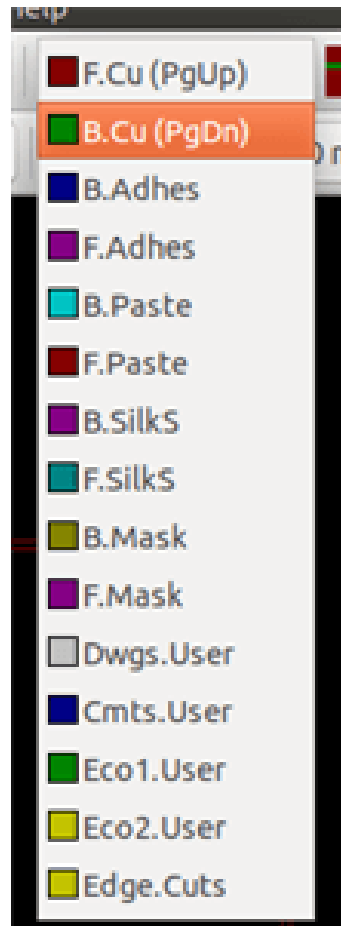 F.Cu (PgUp)
B.Cu (PgDn)
B.Adhes
F.Adhes
B.Paste
F.Paste
B.SilkS
F.SilkS
B.Mask
F.Mask
Dwgs.User
Cmts.User
Eco1.User
Eco2.User
Edge.Cuts